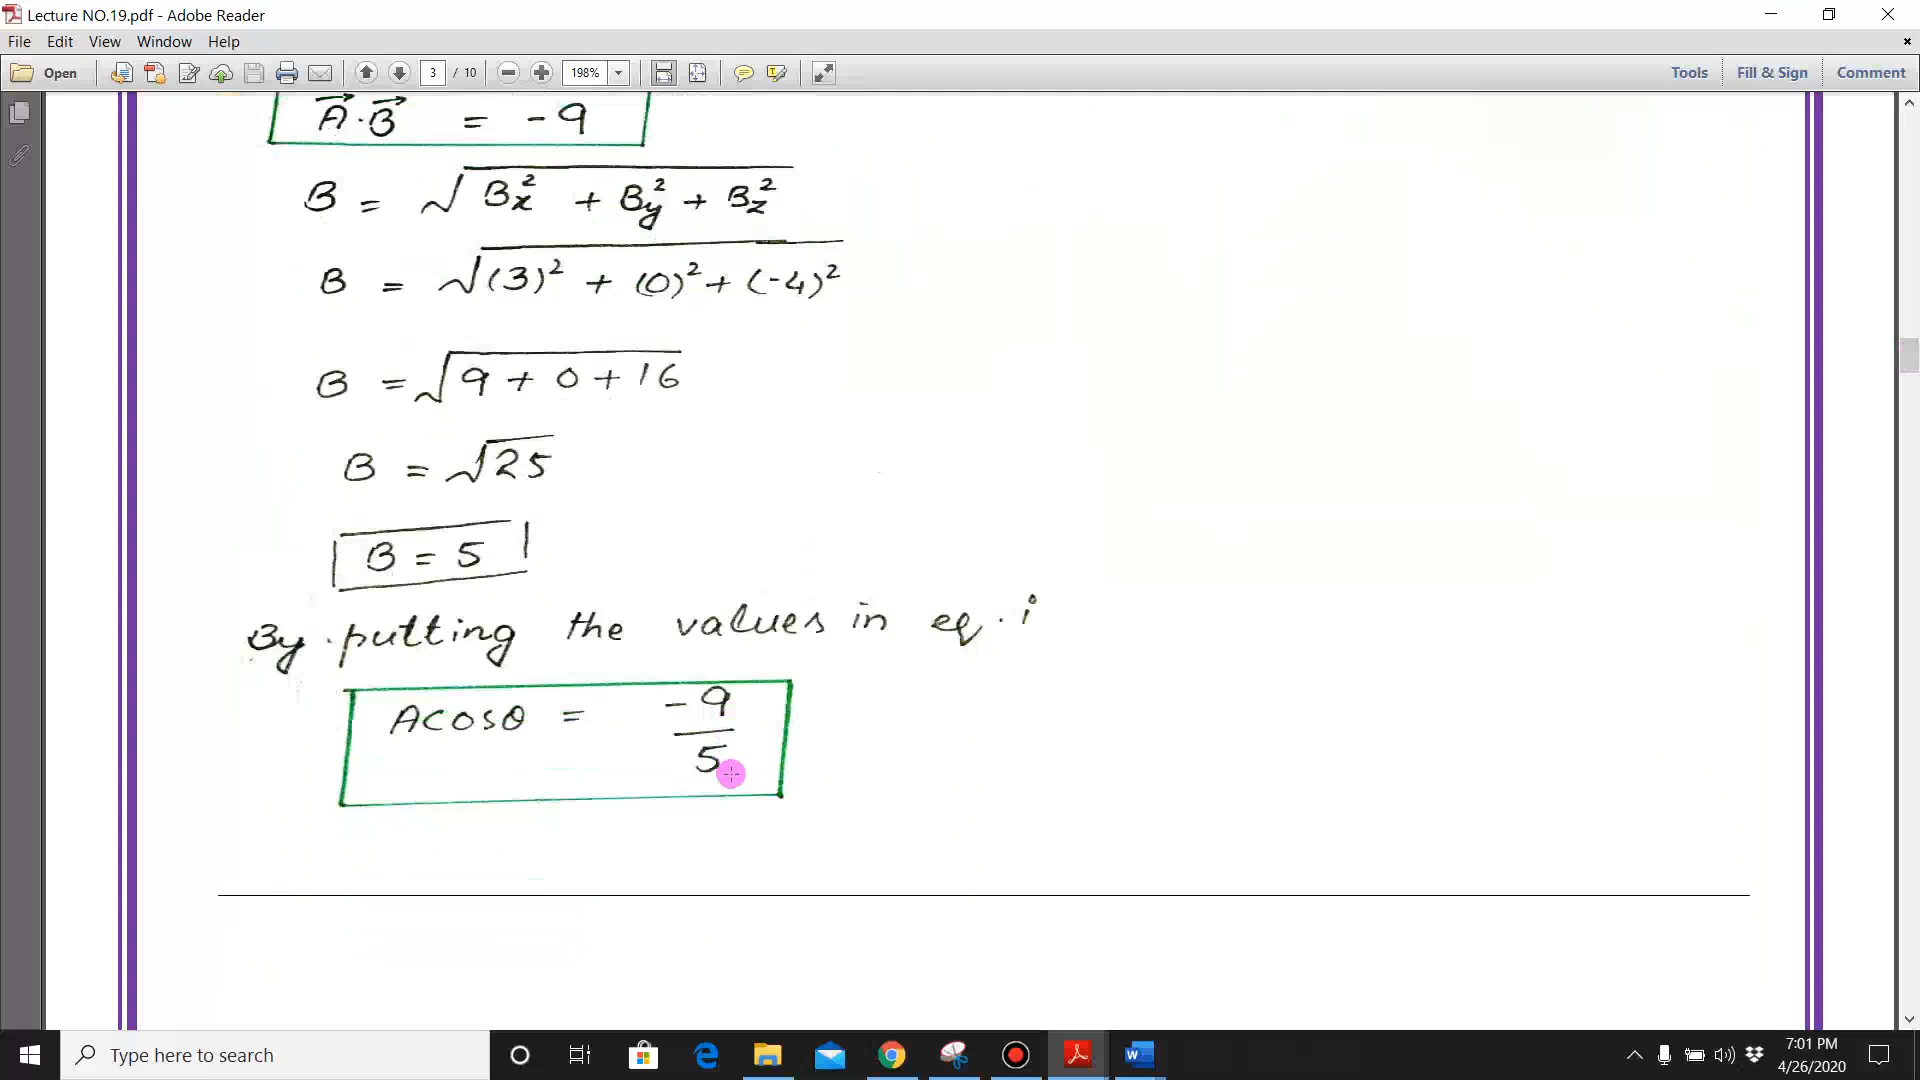 Lecture NO.19.pdf - Adobe Reader
File Edit View Window Help
Open 3 / 10 198% Tools Fill & Sign Comment
A⃗·B⃗ = -9
B = √(Bx² + By² + Bz²)
B = √((3)² + (0)² + (-4)²)
B = √(9 + 0 + 16)
B = √25
B = 5
By putting the values in eq. i
Acosθ = -9/5
Type here to search
7:01 PM
4/26/2020